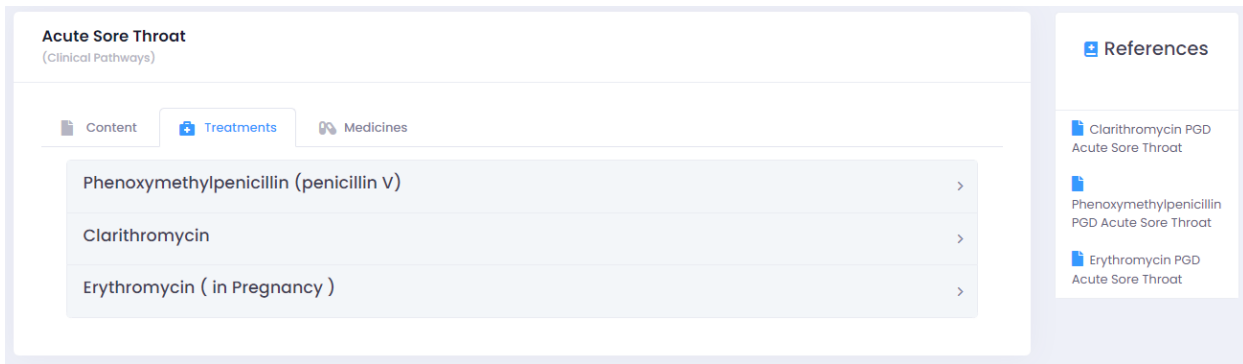 Acute Sore Throat
(Clinical Pathways)
Content
Treatments
Medicines
Phenoxymethylpenicillin (penicillin V)
Clarithromycin
Erythromycin ( in Pregnancy )
References
Clarithromycin PGD
Acute Sore Throat
Phenoxymethylpenicillin
PGD Acute Sore Throat
Erythromycin PGD
Acute Sore Throat